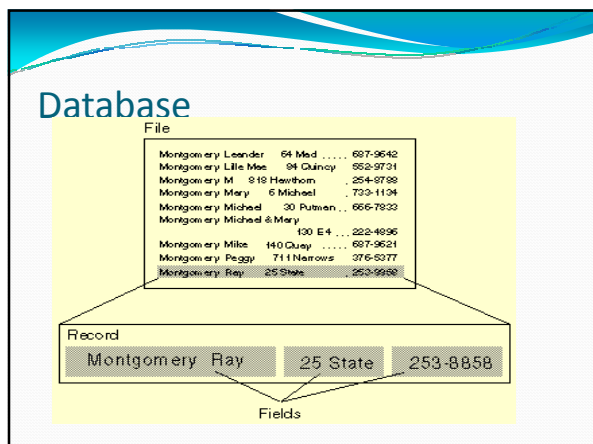 Database
File
Montgomery Leander 64 Mad ..... 687-9642
Montgomery Lille Mae 94 Quincy 552-9731
Montgomery M 818 Hawthorn . 254-8788
Montgomery Mary 6 Michael . 733-1134
Montgomery Michael 30 Putman .. 666-7833
Montgomery Michael & Mary
130 E4 ... 222-4896
Montgomery Mike 140 Quay ..... 687-9621
Montgomery Peggy 711 Narrows 376-5377
Montgomery Ray 25 State . 253-8858
Record
Montgomery Ray 25 State 253-8858
Fields